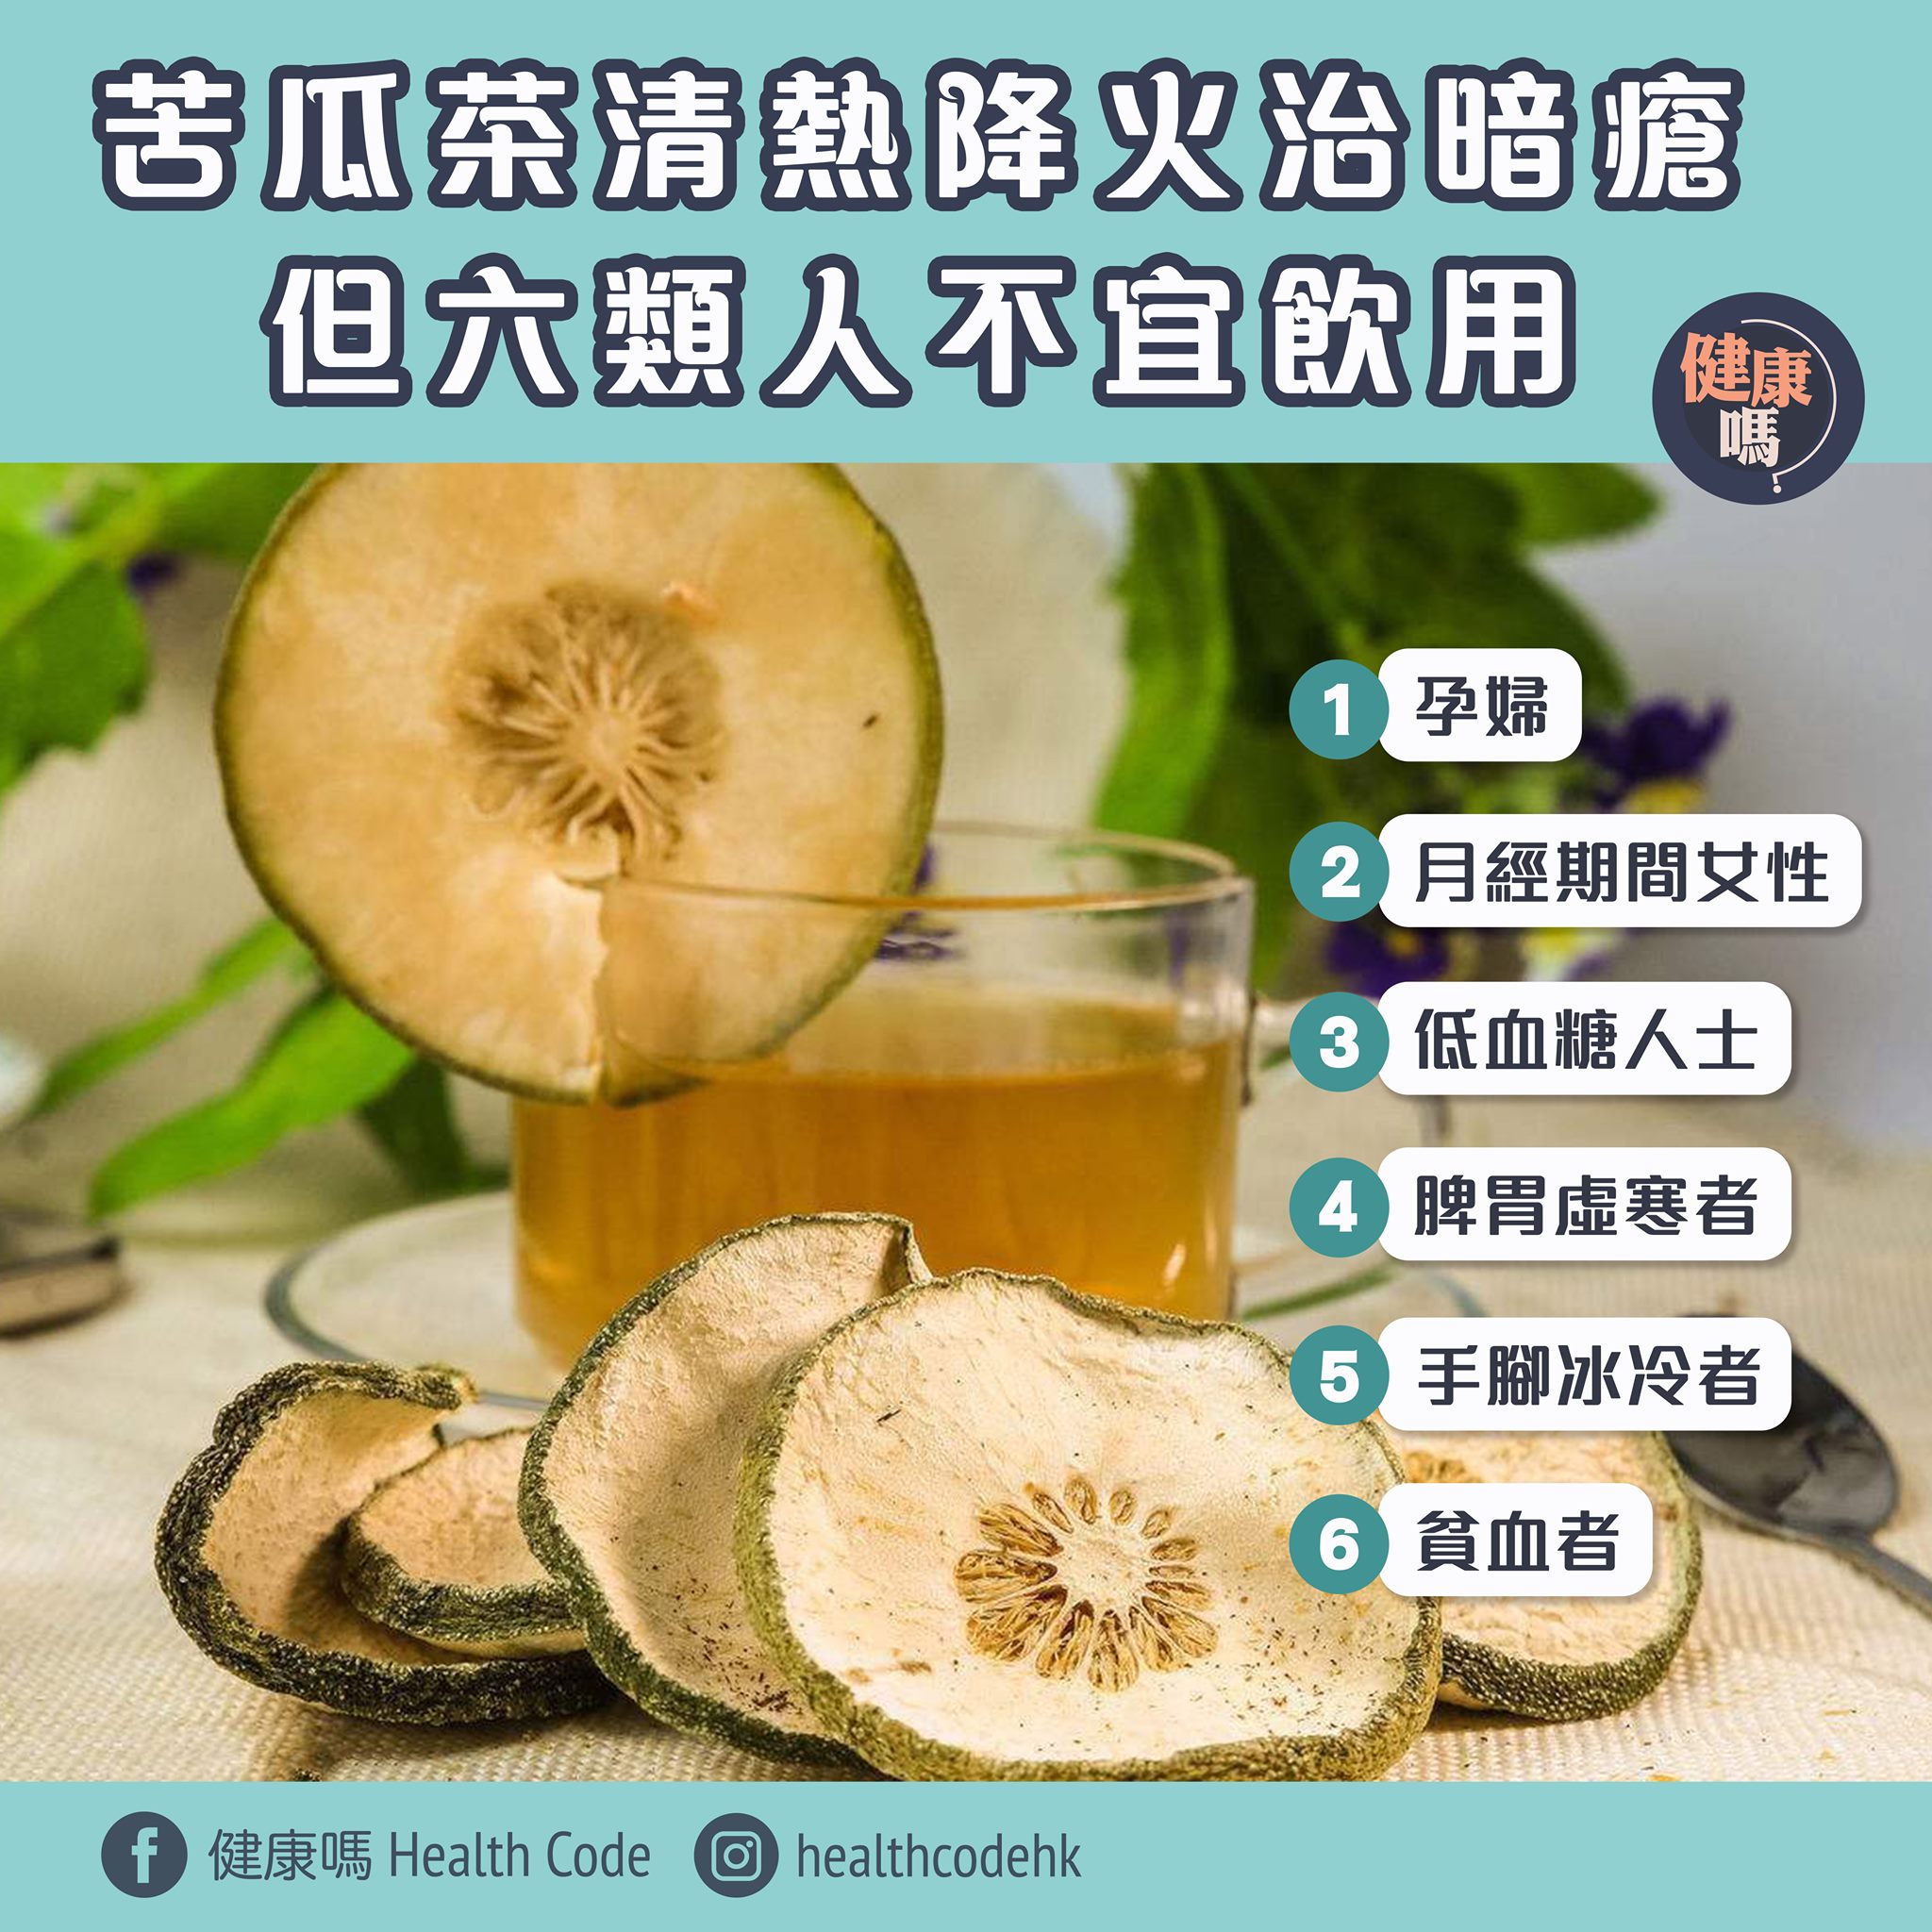 苦瓜茶清熱降火治暗瘡
但六類人不宜飲用
健康
嗎?
1 孕婦
2 月經期間女性
3 低血糖人士
4 脾胃虛寒者
5 手腳冰冷者
6 貧血者
健康嗎 Health Code healthcodehk